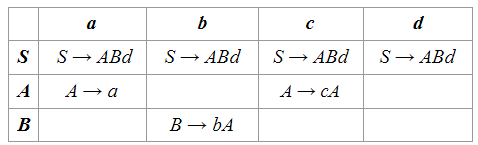 a b c d
S S → ABd S → ABd S → ABd S → ABd
A A → a A → cA
B B → bA